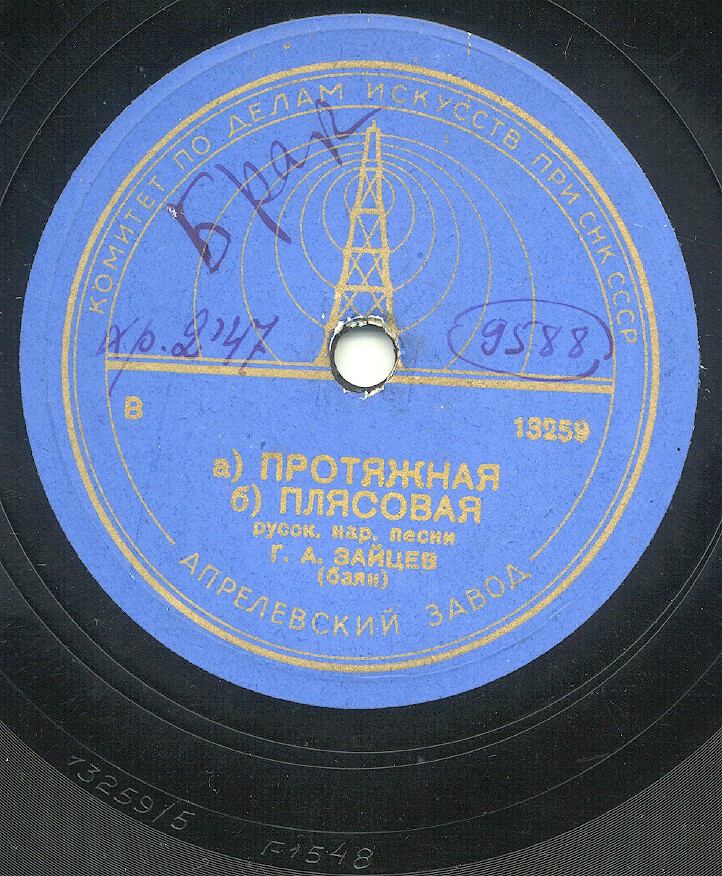 КОМИТЕТ ПО ДЕЛАМ ИСКУССТВ ПРИ СНК СССР
Брак
хр. 2'47
9588
В
13259
а) ПРОТЯЖНАЯ
б) ПЛЯСОВАЯ
русск. нар. песни
Г. А. ЗАЙЦЕВ
(баян)
АПРЕЛЕВСКИЙ ЗАВОД
13259/5
Г1548